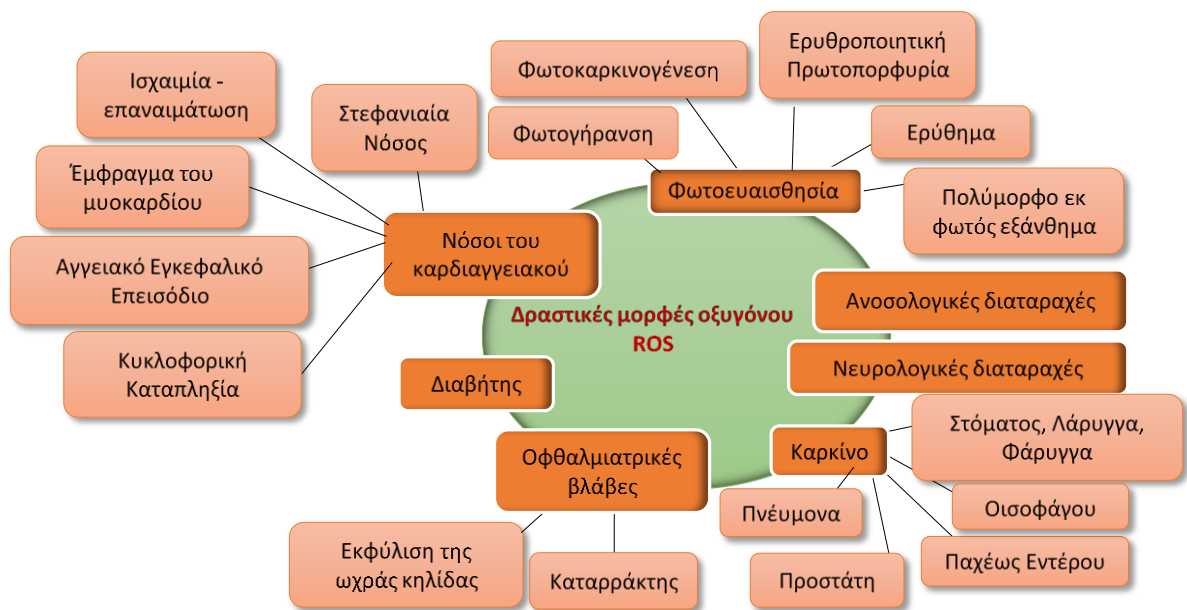 Ισχαιμία -
επαναιμάτωση
Στεφανιαία
Νόσος
Έμφραγμα του
μυοκαρδίου
Αγγειακό Εγκεφαλικό
Επεισόδιο
Κυκλοφορική
Καταπληξία
Νόσοι του
καρδιαγγειακού
Φωτοκαρκινογένεση
Ερυθροποιητική
Πρωτοπορφυρία
Φωτογήρανση
Ερύθημα
Φωτοευαισθησία
Πολύμορφο εκ
φωτός εξάνθημα
Δραστικές μορφές οξυγόνου
ROS
Ανοσολογικές διαταραχές
Νευρολογικές διαταραχές
Διαβήτης
Οφθαλμιατρικές
βλάβες
Εκφύλιση της
ωχράς κηλίδας
Καταρράκτης
Καρκίνο
Στόματος, Λάρυγγα,
Φάρυγγα
Πνέυμονα
Οισοφάγου
Προστάτη
Παχέως Εντέρου